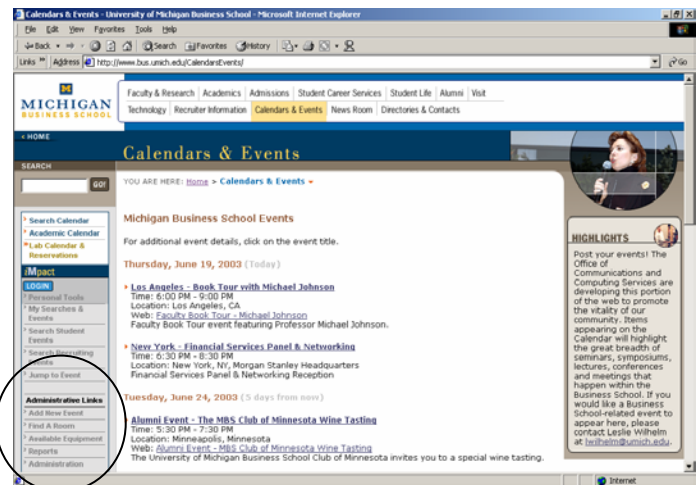 Calendars & Events - University of Michigan Business School - Microsoft Internet Explorer
File Edit View Favorites Tools Help
Back Search Favorites History
Links » Address http://www.bus.umich.edu/CalendarsEvents/ Go
MICHIGAN
BUSINESS SCHOOL
Faculty & Research Academics Admissions Student Career Services Student Life Alumni Visit
Technology Recruiter Information Calendars & Events News Room Directories & Contacts
< HOME
Calendars & Events
SEARCH
GO!
YOU ARE HERE: Home > Calendars & Events
Search Calendar
Academic Calendar
Lab Calendar &
Reservations
iMpact
LOGIN
Personal Tools
My Searches &
Events
Search Student
Events
Search Recruiting
Events
Jump to Event
Administrative Links
Add New Event
Find A Room
Available Equipment
Reports
Administration
Michigan Business School Events
For additional event details, click on the event title.
Thursday, June 19, 2003 (Today)
Los Angeles - Book Tour with Michael Johnson
Time: 6:00 PM - 9:00 PM
Location: Los Angeles, CA
Web: Faculty Book Tour - Michael Johnson
Faculty Book Tour event featuring Professor Michael Johnson.
New York - Financial Services Panel & Networking
Time: 6:30 PM - 8:30 PM
Location: New York, NY, Morgan Stanley Headquarters
Financial Services Panel & Networking Reception
Tuesday, June 24, 2003 (5 days from now)
Alumni Event - The MBS Club of Minnesota Wine Tasting
Time: 5:30 PM - 7:30 PM
Location: Minneapolis, Minnesota
Web: Alumni Event - MBS Club of Minnesota Wine Tasting
The University of Michigan Business School Club of Minnesota invites you to a special wine tasting.
HIGHLIGHTS
Post your events! The
Office of
Communications and
Computing Services are
developing this portion
of the web to promote
the vitality of our
community. Items
appearing on the
Calendar will highlight
the great breadth of
seminars, symposiums,
lectures, conferences
and meetings that
happen within the
Business School. If you
would like a Business
School-related event to
appear here, please
contact Leslie Wilhelm
at lwilhelm@umich.edu.
Internet